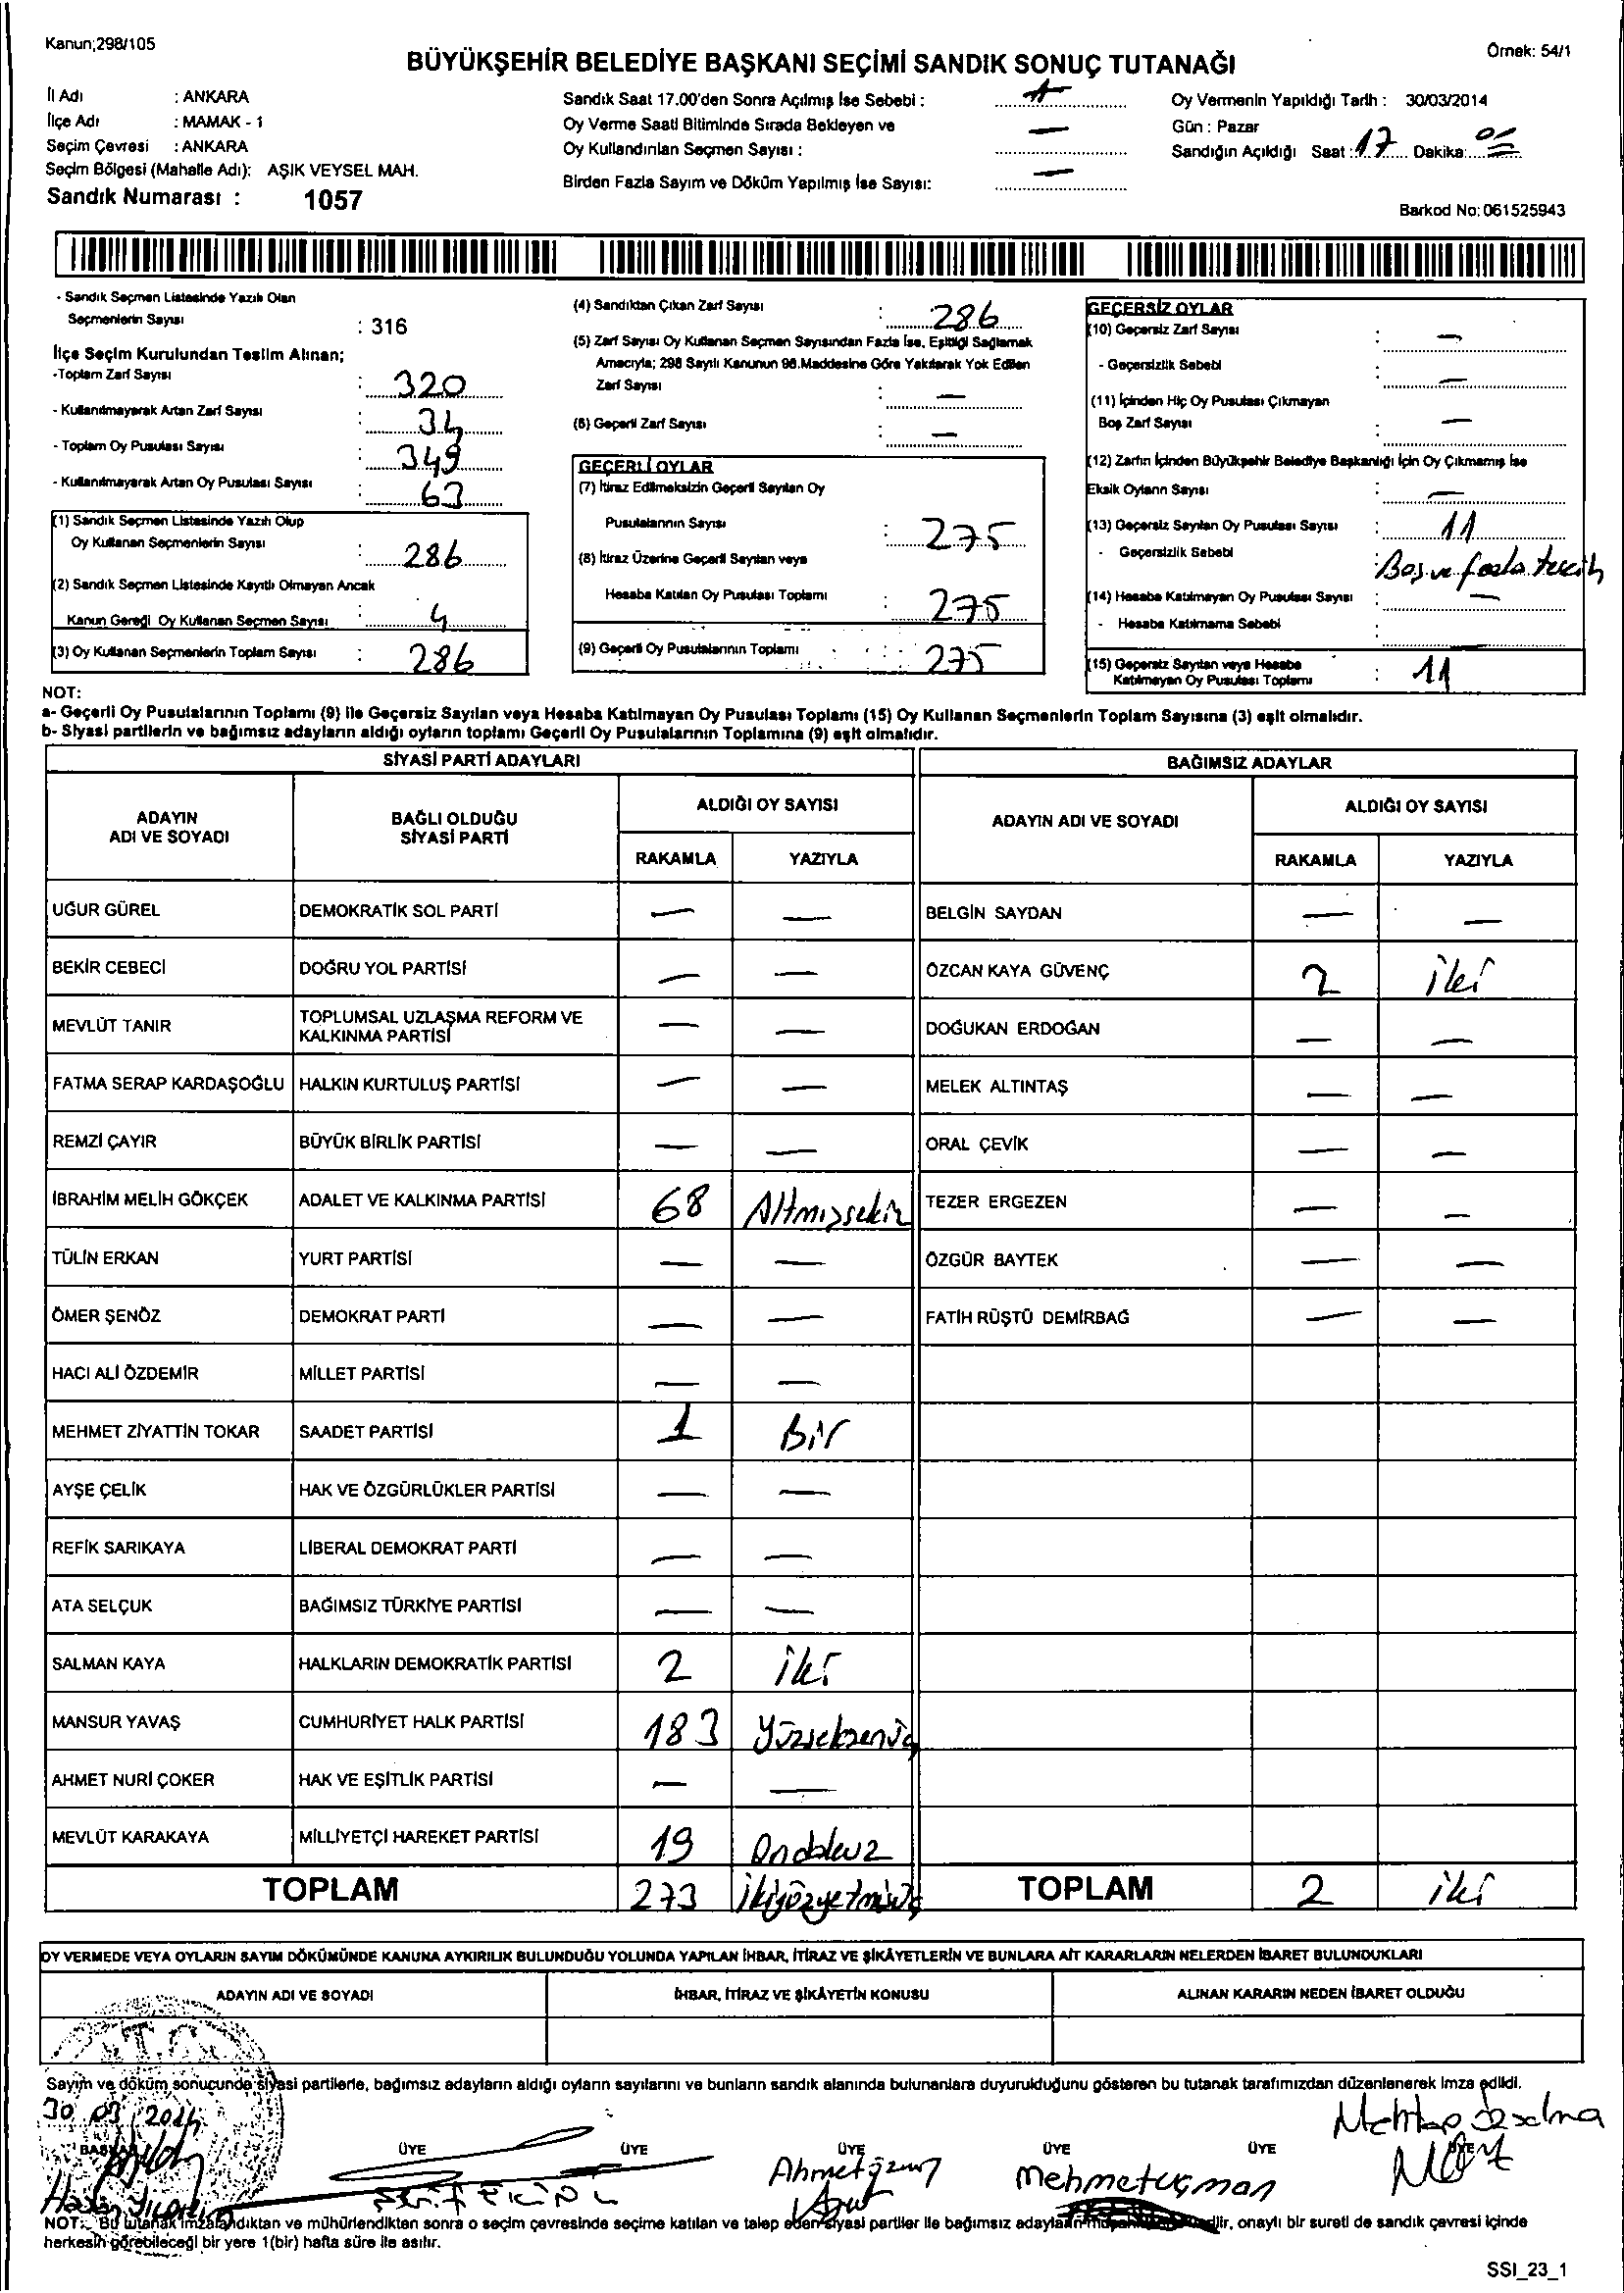 Kanun;298/105
Örnek: 54/1
BÜYÜKŞEHİR BELEDİYE BAŞKANI SEÇİMİ SANDIK SONUÇ TUTANAĞI
İl Adı : ANKARA
İlçe Adı : MAMAK - 1
Seçim Çevresi : ANKARA
Seçim Bölgesi (Mahalle Adı): AŞIK VEYSEL MAH.
Sandık Numarası : 1057
Sandık Saat 17.00'den Sonra Açılmış İse Sebebi :
Oy Verme Saati Bitiminde Sırada Bekleyen ve —
Oy Kullandırılan Seçmen Sayısı :
Birden Fazla Sayım ve Döküm Yapılmış İse Sayısı: —
Oy Vermenin Yapıldığı Tarih : 30/03/2014
Gün : Pazar
Sandığın Açıldığı Saat : 17 Dakika:
Barkod No: 061525943
- Sandık Seçmen Listesinde Yazılı Olan
Seçmenlerin Sayısı : 316
İlçe Seçim Kurulundan Teslim Alınan;
-Toplam Zarf Sayısı : 320
- Kullanılmayarak Artan Zarf Sayısı : 34
- Toplam Oy Pusulası Sayısı : 349
- Kullanılmayarak Artan Oy Pusulası Sayısı : 63
(1) Sandık Seçmen Listesinde Yazılı Olup
Oy Kullanan Seçmenlerin Sayısı : 286
(2) Sandık Seçmen Listesinde Kayıtlı Olmayan Ancak
Kanun Gereği Oy Kullanan Seçmen Sayısı : 4
(3) Oy Kullanan Seçmenlerin Toplam Sayısı : 286
(4) Sandıktan Çıkan Zarf Sayısı : 286
(5) Zarf Sayısı Oy Kullanan Seçmen Sayısından Fazla İse, Eşitliği Sağlamak
Amacıyla; 298 Sayılı Kanunun 98.Maddesine Göre Yakılarak Yok Edilen
Zarf Sayısı : —
(6) Geçerli Zarf Sayısı : —
GEÇERLİ OYLAR
(7) İtiraz Edilmeksizin Geçerli Sayılan Oy
Pusulalarının Sayısı : 275
(8) İtiraz Üzerine Geçerli Sayılan veya
Hesaba Katılan Oy Pusulası Toplamı : 275
(9) Geçerli Oy Pusulalarının Toplamı : 275
GEÇERSİZ OYLAR
(10) Geçersiz Zarf Sayısı : —
- Geçersizlik Sebebi : —
(11) İçinden Hiç Oy Pusulası Çıkmayan
Boş Zarf Sayısı : —
(12) Zarfın İçinden Büyükşehir Belediye Başkanlığı İçin Oy Çıkmamış İse
Eksik Oyların Sayısı : —
(13) Geçersiz Sayılan Oy Pusulası Sayısı : 11
- Geçersizlik Sebebi : Boş ve fazla tercih
(14) Hesaba Katılmayan Oy Pusulası Sayısı : —
- Hesaba Katılmama Sebebi :
(15) Geçersiz Sayılan veya Hesaba
Katılmayan Oy Pusulası Toplamı : 11
NOT:
a- Geçerli Oy Pusulalarının Toplamı (9) ile Geçersiz Sayılan veya Hesaba Katılmayan Oy Pusulası Toplamı (15) Oy Kullanan Seçmenlerin Toplam Sayısına (3) eşit olmalıdır.
b- Siyasi partilerin ve bağımsız adayların aldığı oyların toplamı Geçerli Oy Pusulalarının Toplamına (9) eşit olmalıdır.
SİYASİ PARTİ ADAYLARI
ADAYIN ADI VE SOYADI
BAĞLI OLDUĞU SİYASİ PARTİ
ALDIĞI OY SAYISI
RAKAMLA YAZIYLA
UĞUR GÜREL DEMOKRATİK SOL PARTİ — —
BEKİR CEBECİ DOĞRU YOL PARTİSİ — —
MEVLÜT TANIR TOPLUMSAL UZLAŞMA REFORM VE KALKINMA PARTİSİ — —
FATMA SERAP KARDAŞOĞLU HALKIN KURTULUŞ PARTİSİ — —
REMZİ ÇAYIR BÜYÜK BİRLİK PARTİSİ — —
İBRAHİM MELİH GÖKÇEK ADALET VE KALKINMA PARTİSİ 68 Altmışsekiz
TÜLİN ERKAN YURT PARTİSİ — —
ÖMER ŞENÖZ DEMOKRAT PARTİ — —
HACI ALİ ÖZDEMİR MİLLET PARTİSİ — —
MEHMET ZİYATTİN TOKAR SAADET PARTİSİ 1 Bir
AYŞE ÇELİK HAK VE ÖZGÜRLÜKLER PARTİSİ — —
REFİK SARIKAYA LİBERAL DEMOKRAT PARTİ — —
ATA SELÇUK BAĞIMSIZ TÜRKİYE PARTİSİ — —
SALMAN KAYA HALKLARIN DEMOKRATİK PARTİSİ 2 iki
MANSUR YAVAŞ CUMHURİYET HALK PARTİSİ 183 Yüzseksenüç
AHMET NURİ ÇOKER HAK VE EŞİTLİK PARTİSİ — —
MEVLÜT KARAKAYA MİLLİYETÇİ HAREKET PARTİSİ 19 Ondokuz
TOPLAM 273 ikiyüzyetmişüç
BAĞIMSIZ ADAYLAR
ADAYIN ADI VE SOYADI
ALDIĞI OY SAYISI
RAKAMLA YAZIYLA
BELGİN SAYDAN — —
ÖZCAN KAYA GÜVENÇ 2 iki
DOĞUKAN ERDOĞAN — —
MELEK ALTINTAŞ — —
ORAL ÇEVİK — —
TEZER ERGEZEN — —
ÖZGÜR BAYTEK — —
FATİH RÜŞTÜ DEMİRBAĞ — —
TOPLAM 2 iki
OY VERMEDE VEYA OYLARIN SAYIM DÖKÜMÜNDE KANUNA AYKIRILIK BULUNDUĞU YOLUNDA YAPILAN İHBAR, İTİRAZ VE ŞİKÂYETLERİN VE BUNLARA AİT KARARLARIN NELERDEN İBARET BULUNDUKLARI
ADAYIN ADI VE SOYADI
İHBAR, İTİRAZ VE ŞİKÂYETİN KONUSU
ALINAN KARARIN NEDEN İBARET OLDUĞU
Sayım ve döküm sonucunda siyasi partilerle, bağımsız adayların aldığı oyların sayılarını ve bunların sandık alanında bulunanlara duyurulduğunu gösteren bu tutanak tarafımızdan düzenlenerek imza edildi.
30 03 2014
BAŞKAN ÜYE ÜYE ÜYE ÜYE ÜYE ÜYE
Mehmet uçman
NOT: Bu tutanak imzalandıktan ve mühürlendikten sonra o seçim çevresinde seçime katılan ve talep eden siyasi partiler ile bağımsız adayların onaylı bir sureti de sandık çevresi içinde
herkesin görebileceği bir yere 1(bir) hafta süre ile asılır.
SSI_23_1